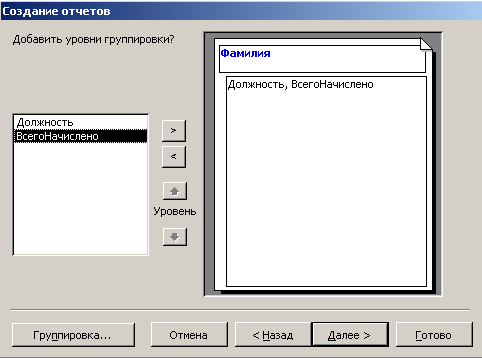 Создание отчетов
Добавить уровни группировки?
Фамилия
Должность, ВсегоНачислено
Должность
ВсегоНачислено
>
<
Уровень
Группировка...
Отмена
< Назад
Далее >
Готово